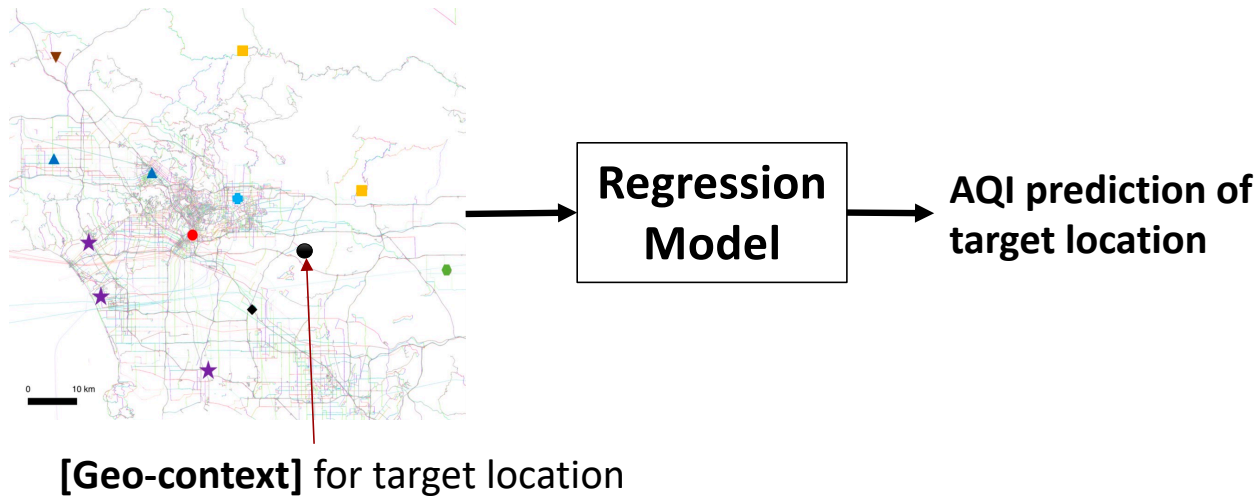 0 10 km
Regression
Model
AQI prediction of
target location
[Geo-context] for target location